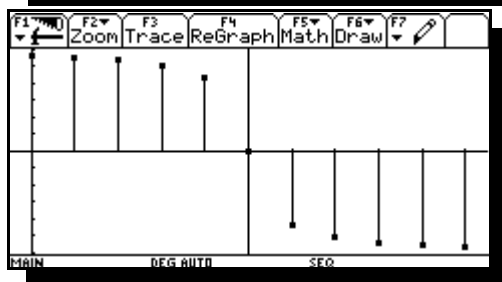 F1 F2 F3 F4 F5 F6 F7
Zoom Trace ReGraph Math Draw
MAIN DEG AUTO SEQ